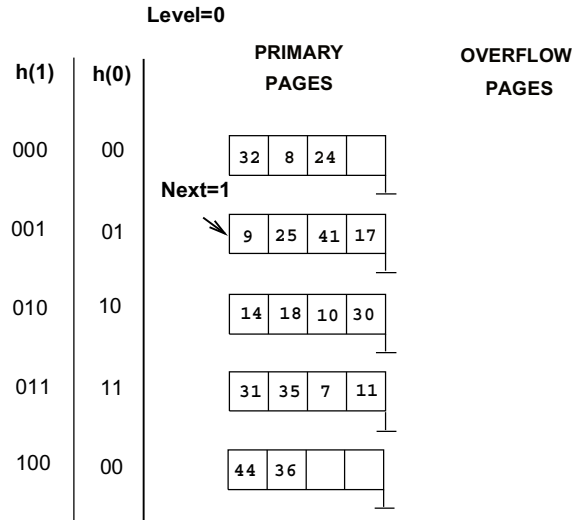 Level=0
h(1) h(0) PRIMARY PAGES OVERFLOW PAGES
000 00 32 8 24
Next=1
001 01 9 25 41 17
010 10 14 18 10 30
011 11 31 35 7 11
100 00 44 36